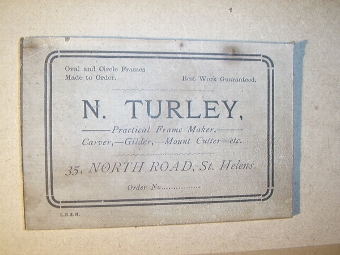 Oval and Circle Frames
Made to Order.
Best Work Guaranteed.
N. TURLEY,
Practical Frame Maker,
Carver,—Gilder,—Mount Cutter—etc.
35, NORTH ROAD, St. Helens.
Order No...............